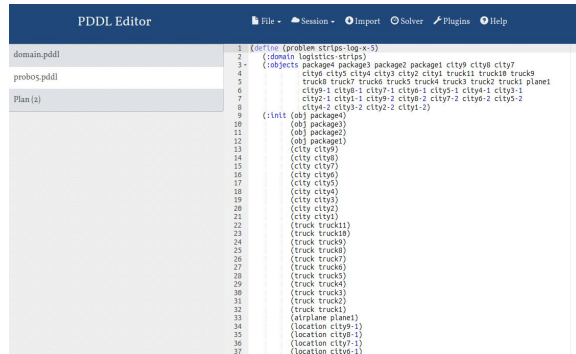 PDDL Editor
File Session Import Solver Plugins Help
domain.pddl
prob05.pddl
Plan (2)
1 (define (problem strips-log-x-5)
2 (:domain logistics-strips)
3 (:objects package4 package3 package2 package1 city9 city8 city7
4 city6 city5 city4 city3 city2 city1 truck11 truck10 truck9
5 truck8 truck7 truck6 truck5 truck4 truck3 truck2 truck1 plane1
6 city9-1 city8-1 city7-1 city6-1 city5-1 city4-1 city3-1
7 city2-1 city1-1 city9-2 city8-2 city7-2 city6-2 city5-2
8 city4-2 city3-2 city2-2 city1-2)
9 (:init (obj package4)
10 (obj package3)
11 (obj package2)
12 (obj package1)
13 (city city9)
14 (city city8)
15 (city city7)
16 (city city6)
17 (city city5)
18 (city city4)
19 (city city3)
20 (city city2)
21 (city city1)
22 (truck truck11)
23 (truck truck10)
24 (truck truck9)
25 (truck truck8)
26 (truck truck7)
27 (truck truck6)
28 (truck truck5)
29 (truck truck4)
30 (truck truck3)
31 (truck truck2)
32 (truck truck1)
33 (airplane plane1)
34 (location city9-1)
35 (location city8-1)
36 (location city7-1)
37 (location city6-1)